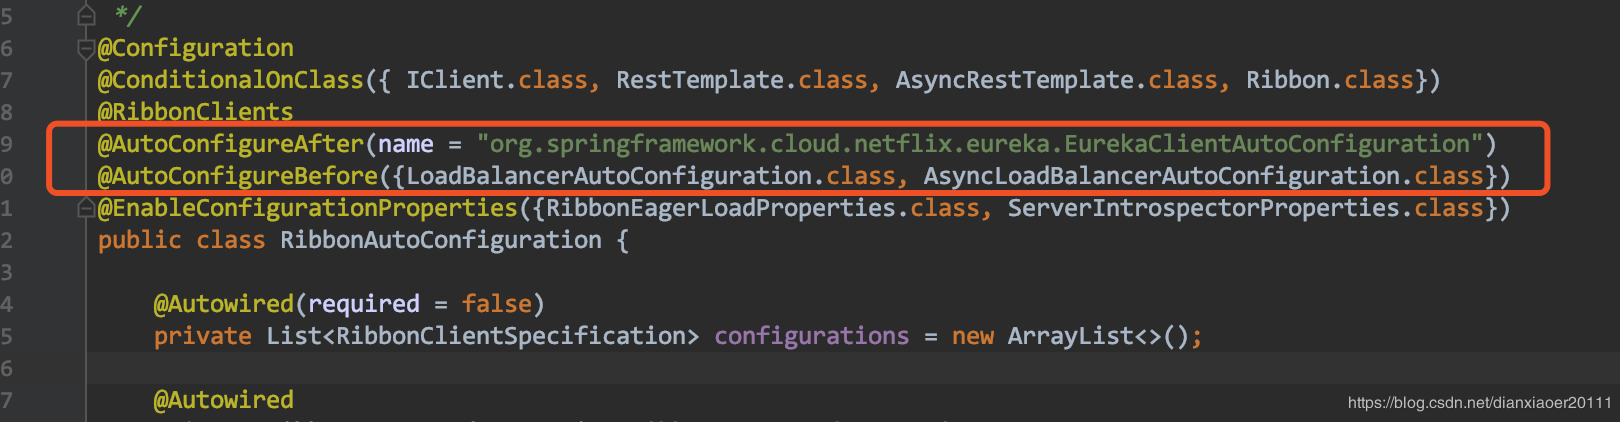 5 */
6 @Configuration
7 @ConditionalOnClass({ IClient.class, RestTemplate.class, AsyncRestTemplate.class, Ribbon.class})
8 @RibbonClients
9 @AutoConfigureAfter(name = "org.springframework.cloud.netflix.eureka.EurekaClientAutoConfiguration")
0 @AutoConfigureBefore({LoadBalancerAutoConfiguration.class, AsyncLoadBalancerAutoConfiguration.class})
1 @EnableConfigurationProperties({RibbonEagerLoadProperties.class, ServerIntrospectorProperties.class})
2 public class RibbonAutoConfiguration {
3
4 @Autowired(required = false)
5 private List<RibbonClientSpecification> configurations = new ArrayList<>();
6
7 @Autowired
https://blog.csdn.net/dianxiaoer20111